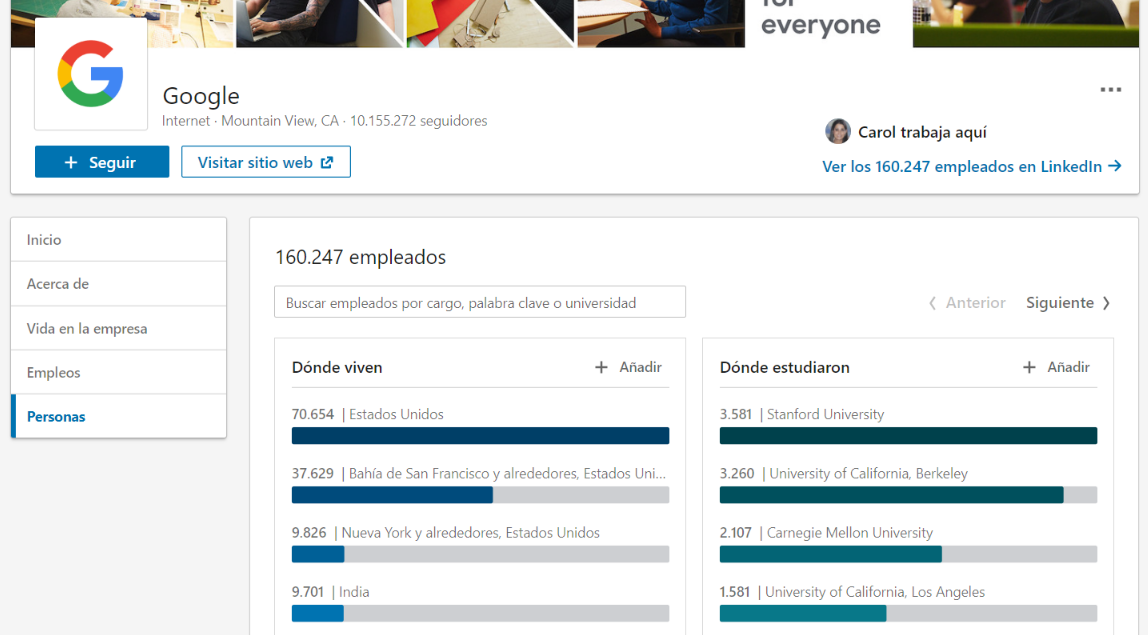 for
everyone
Google
Internet · Mountain View, CA · 10.155.272 seguidores
+ Seguir
Visitar sitio web
Carol trabaja aquí
Ver los 160.247 empleados en LinkedIn →
Inicio
Acerca de
Vida en la empresa
Empleos
Personas
160.247 empleados
Buscar empleados por cargo, palabra clave o universidad
Anterior Siguiente
Dónde viven + Añadir
70.654 | Estados Unidos
37.629 | Bahía de San Francisco y alrededores, Estados Uni...
9.826 | Nueva York y alrededores, Estados Unidos
9.701 | India
Dónde estudiaron + Añadir
3.581 | Stanford University
3.260 | University of California, Berkeley
2.107 | Carnegie Mellon University
1.581 | University of California, Los Angeles